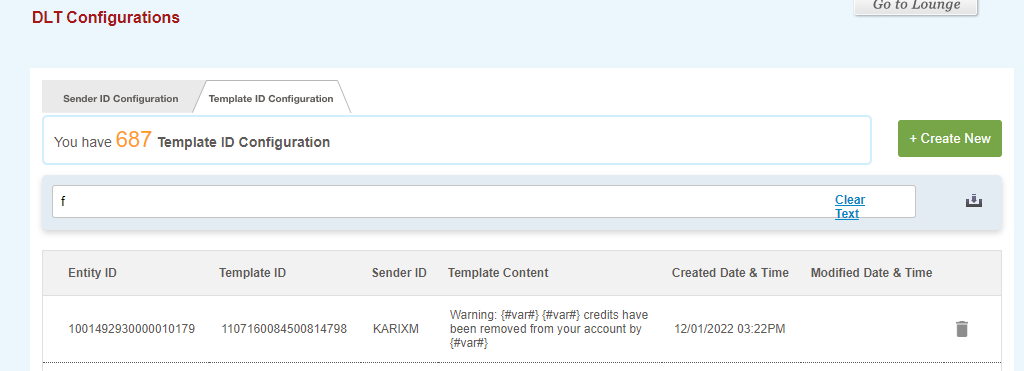 Go to Lounge
DLT Configurations
Sender ID Configuration
Template ID Configuration
You have 687 Template ID Configuration
+ Create New
f
Clear
Text
Entity ID
Template ID
Sender ID
Template Content
Created Date & Time
Modified Date & Time
1001492930000010179
1107160084500814798
KARIXM
Warning: {#var#} {#var#} credits have
been removed from your account by
{#var#}
12/01/2022 03:22PM